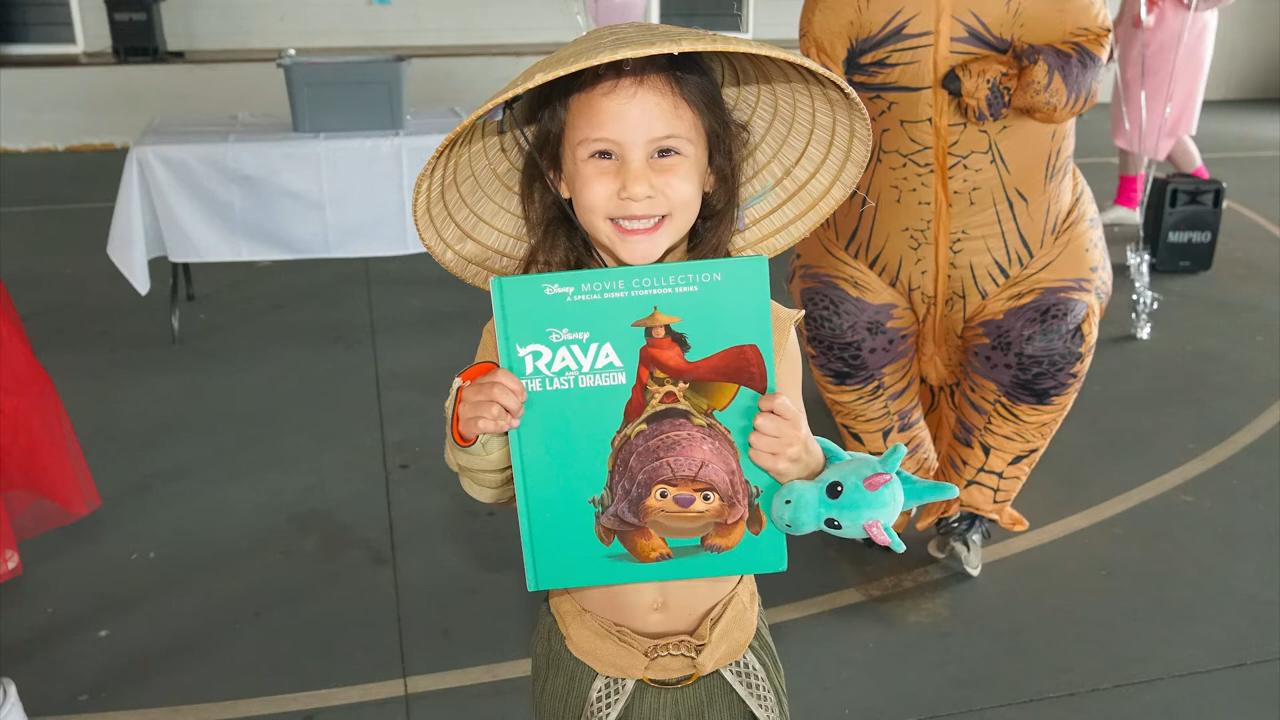 Disney MOVIE COLLECTION
A SPECIAL DISNEY STORYBOOK SERIES
Disney
RAYA
AND
THE LAST DRAGON
MIPRO